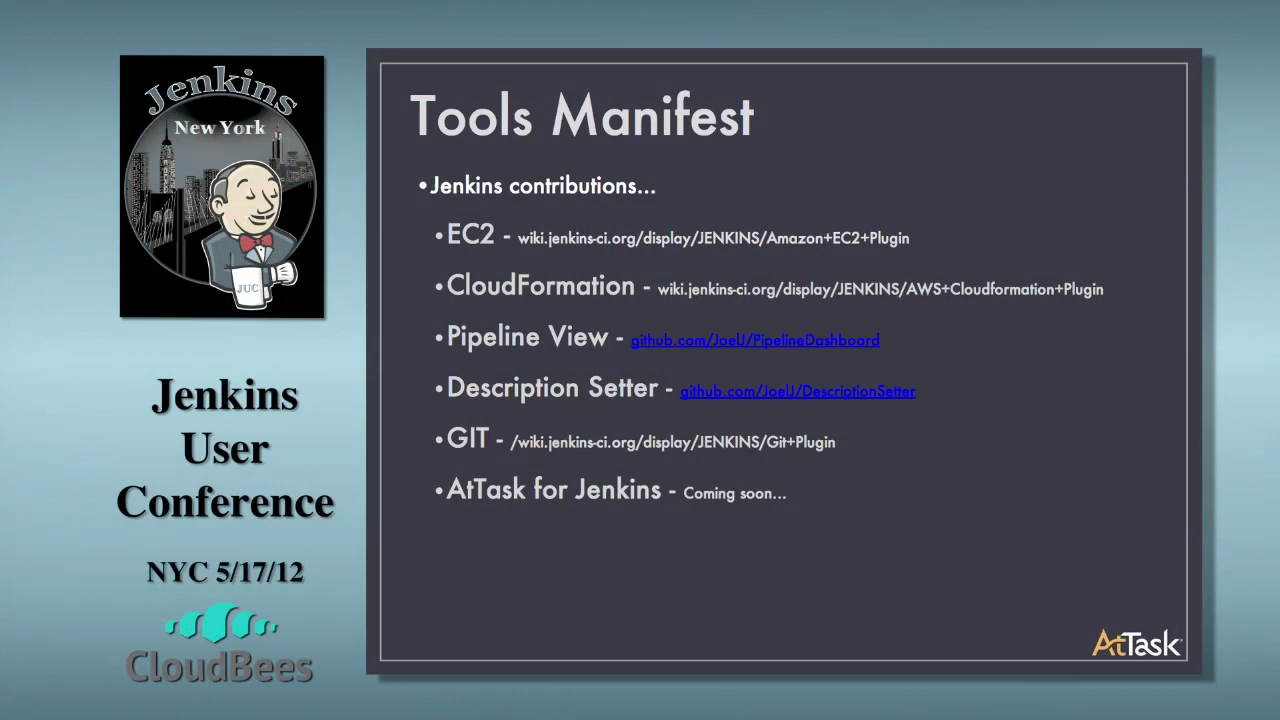 Jenkins
New York
JUC
Jenkins
User
Conference
NYC 5/17/12
CloudBees
Tools Manifest
•Jenkins contributions...
•EC2 - wiki.jenkins-ci.org/display/JENKINS/Amazon+EC2+Plugin
•CloudFormation - wiki.jenkins-ci.org/display/JENKINS/AWS+Cloudformation+Plugin
•Pipeline View - github.com/JoelJ/PipelineDashboard
•Description Setter - github.com/JoelJ/DescriptionSetter
•GIT - /wiki.jenkins-ci.org/display/JENKINS/Git+Plugin
•AtTask for Jenkins - Coming soon...
AtTask